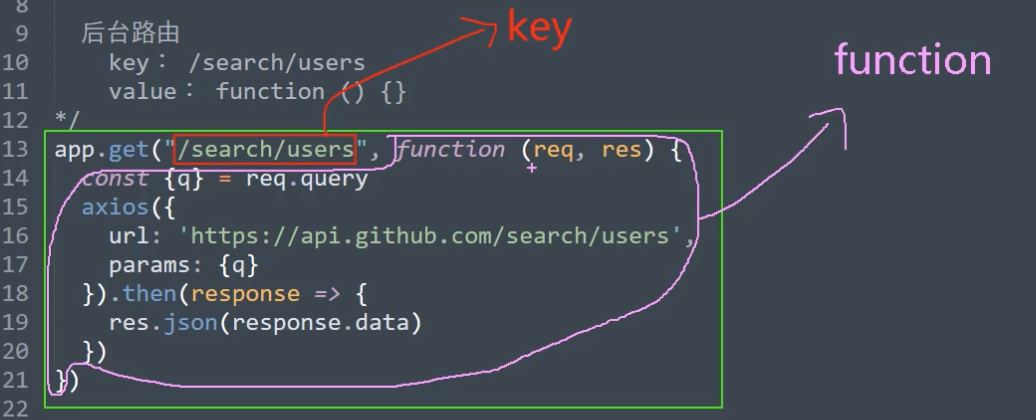 8
9 后台路由 key
10 key： /search/users function
11 value： function () {}
12 */
13 app.get("/search/users", function (req, res) {
14 const {q} = req.query
15 axios({
16 url: 'https://api.github.com/search/users',
17 params: {q}
18 }).then(response => {
19 res.json(response.data)
20 })
21 })
22